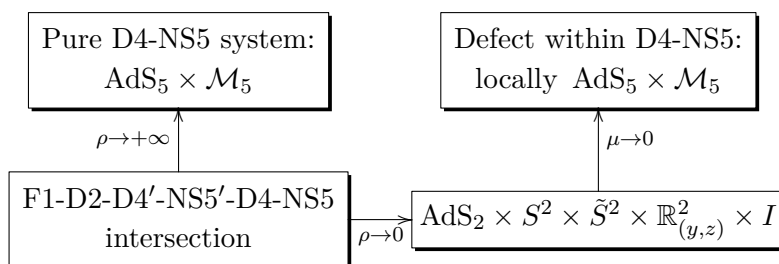 Pure D4-NS5 system:
AdS₅ × ℳ₅
Defect within D4-NS5:
locally AdS₅ × ℳ₅
ρ→+∞
μ→0
F1-D2-D4′-NS5′-D4-NS5
intersection
ρ→0
AdS₂ × S² × S̃² × ℝ²₍y,z₎ × I